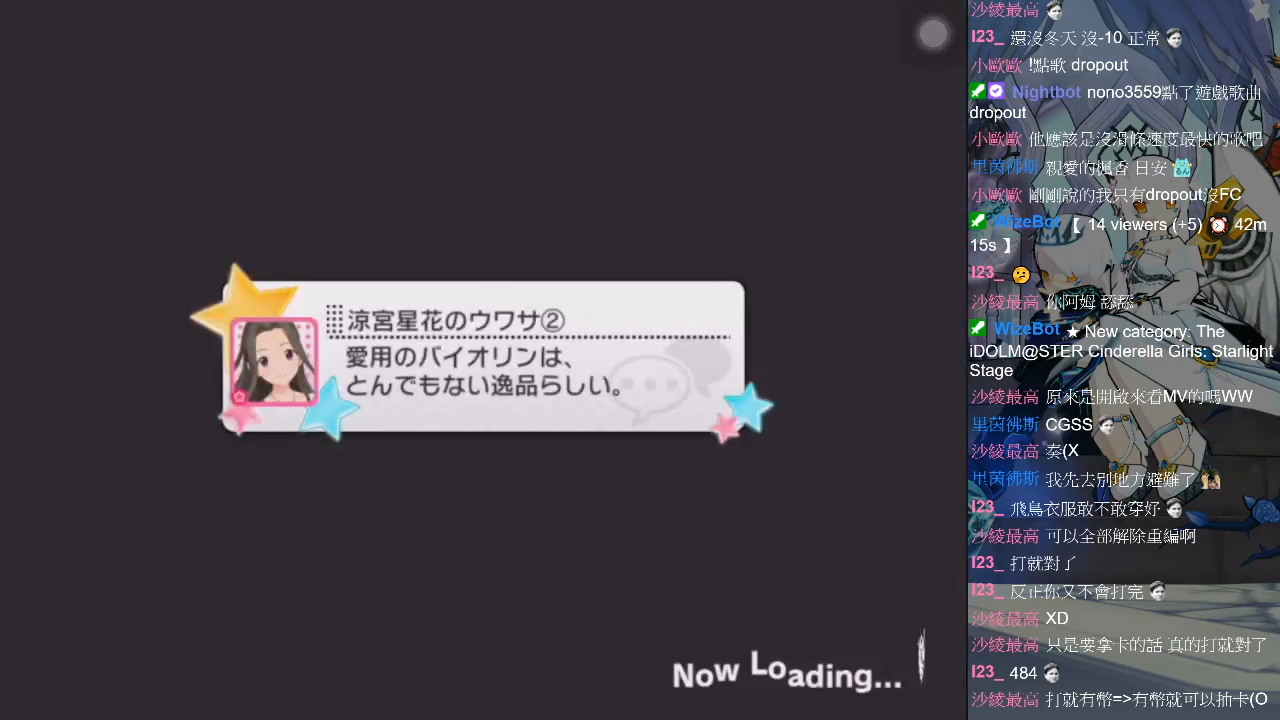 涼宮星花のウワサ②
愛用のバイオリンは、
とんでもない逸品らしい。
Now Loading...
沙綾最高
I23_ 還沒冬天 沒-10 正常
小歐歐 !點歌 dropout
Nightbot nono3559點了遊戲歌曲
dropout
小歐歐 他應該是沒滑條速度最快的歌吧
里茵彿斯 親愛的楓香 日安
小歐歐 剛剛說的我只有dropout沒FC
WizeBot 【 14 viewers (+5) ⏰ 42m
15s 】
I23_ 🤔
沙綾最高 你阿姆 舔舔
WizeBot ★ New category: The
iDOLM@STER Cinderella Girls: Starlight
Stage
沙綾最高 原來是開啟來看MV的嗎WW
里茵彿斯 CGSS
沙綾最高 奏(X
里茵彿斯 我先去別地方避難了
I23_ 飛鳥衣服敢不敢穿好
沙綾最高 可以全部解除重編啊
I23_ 打就對了
I23_ 反正你又不會打完
沙綾最高 XD
沙綾最高 只是要拿卡的話 真的打就對了
I23_ 484
沙綾最高 打就有幣=>有幣就可以抽卡(O